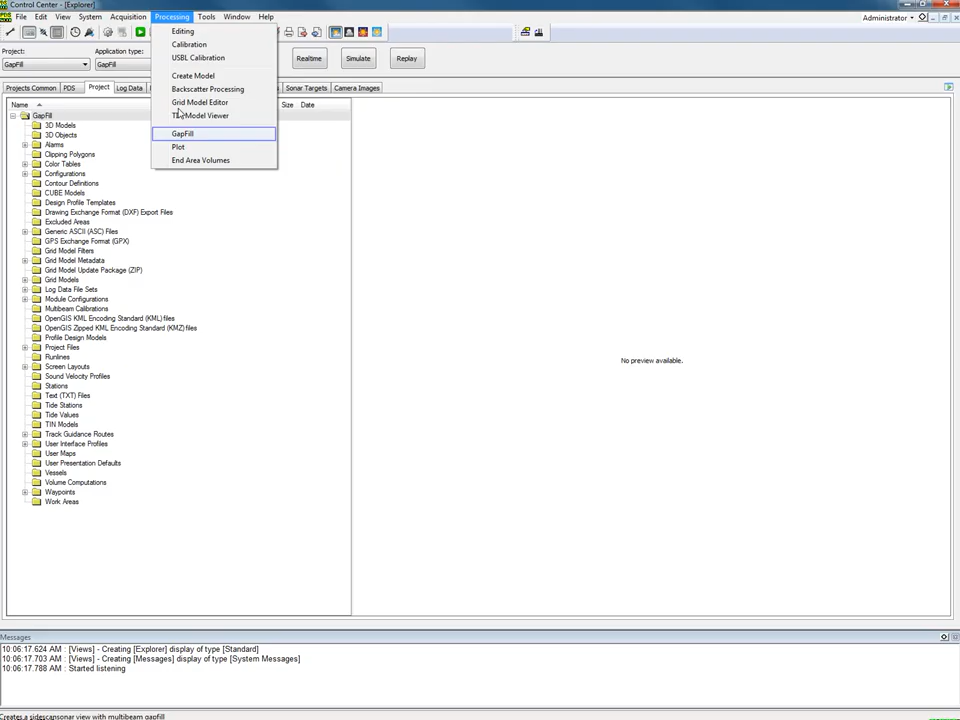 Control Center - [Explorer]
File Edit View System Acquisition Processing Tools Window Help
Administrator
Project:
Application type:
GapFill
GapFill
Realtime
Simulate
Replay
Projects Common
PDS
Project
Log Data
Sonar Targets
Camera Images
Editing
Calibration
USBL Calibration
Create Model
Backscatter Processing
Grid Model Editor
Model Viewer
GapFill
Plot
End Area Volumes
Name
Size
Date
GapFill
3D Models
3D Objects
Alarms
Clipping Polygons
Color Tables
Configurations
Contour Definitions
CUBE Models
Design Profile Templates
Drawing Exchange Format (DXF) Export Files
Excluded Areas
Generic ASCII (ASC) Files
GPS Exchange Format (GPX)
Grid Model Filters
Grid Model Metadata
Grid Model Update Package (ZIP)
Grid Models
Log Data File Sets
Module Configurations
Multibeam Calibrations
OpenGIS KML Encoding Standard (KML) files
OpenGIS Zipped KML Encoding Standard (KMZ) files
Profile Design Models
Project Files
Runlines
Screen Layouts
Sound Velocity Profiles
Stations
Text (TXT) Files
Tide Stations
Tide Values
TIN Models
Track Guidance Routes
User Interface Profiles
User Maps
User Presentation Defaults
Vessels
Volume Computations
Waypoints
Work Areas
No preview available.
Messages
10:06:17.624 AM : [Views] - Creating [Explorer] display of type [Standard]
10:06:17.703 AM : [Views] - Creating [Messages] display of type [System Messages]
10:06:17.788 AM : Started listening
Creates a sidescansonar view with multibeam gapfill